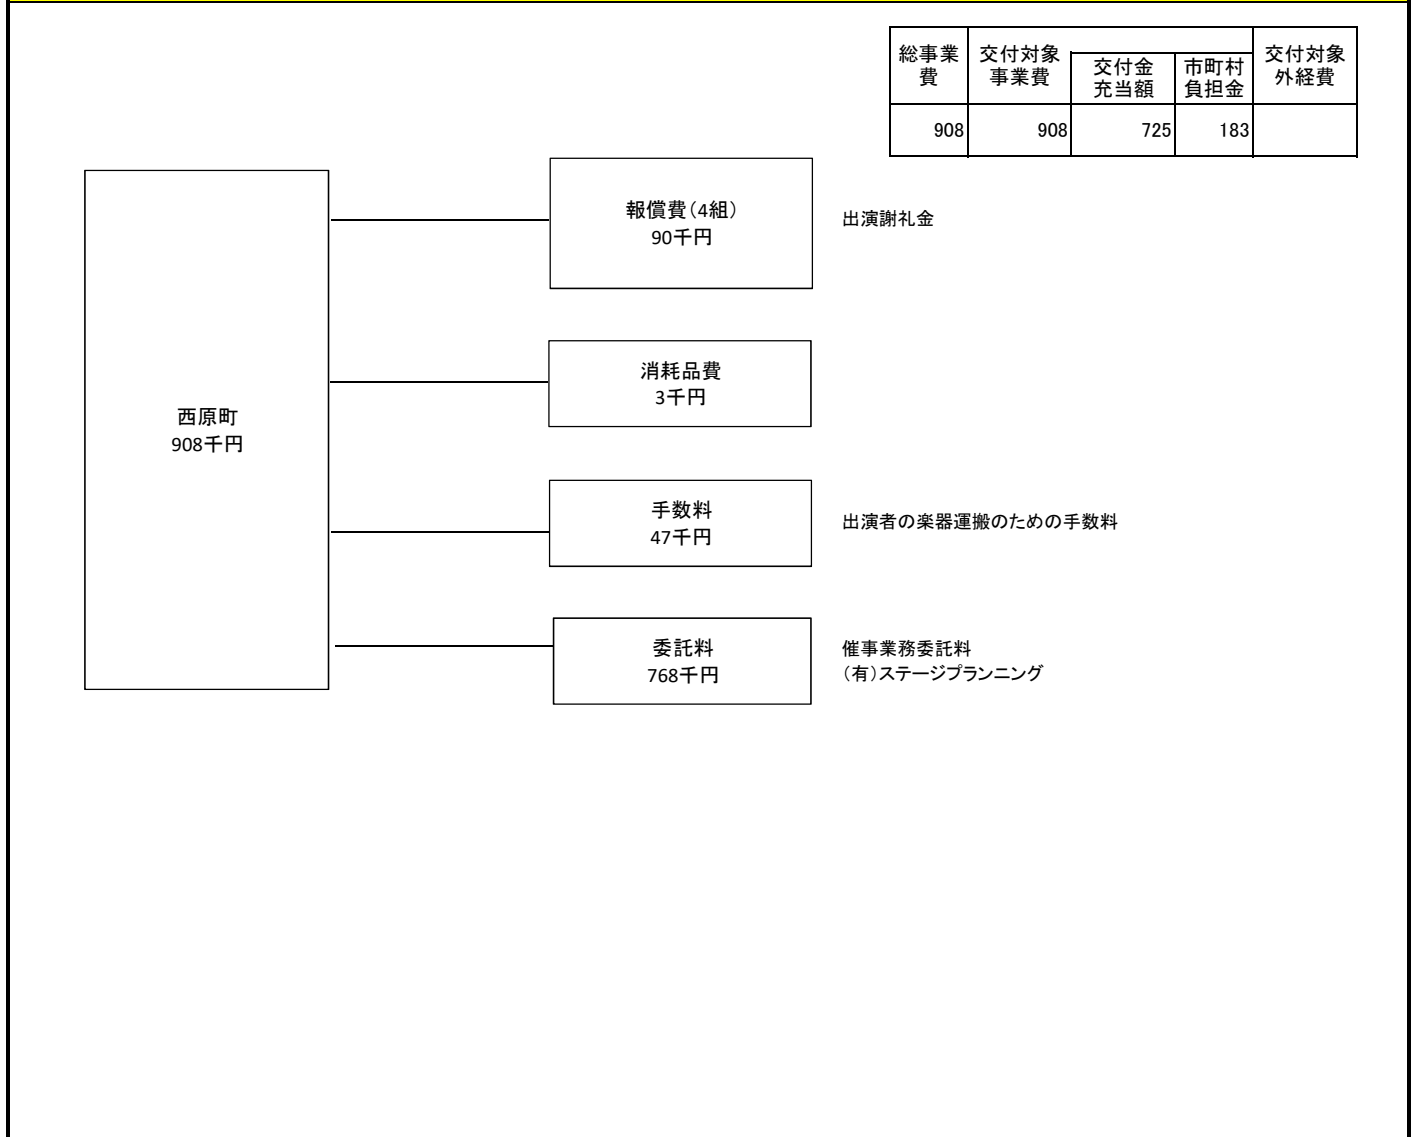 総事業
費
交付対象
事業費
交付金
充当額
市町村
負担金
交付対象
外経費
908
908
725
183
報償費（4組）
90千円
出演謝礼金
消耗品費
3千円
西原町
908千円
手数料
47千円
出演者の楽器運搬のための手数料
委託料
768千円
催事業務委託料
（有）ステージプランニング